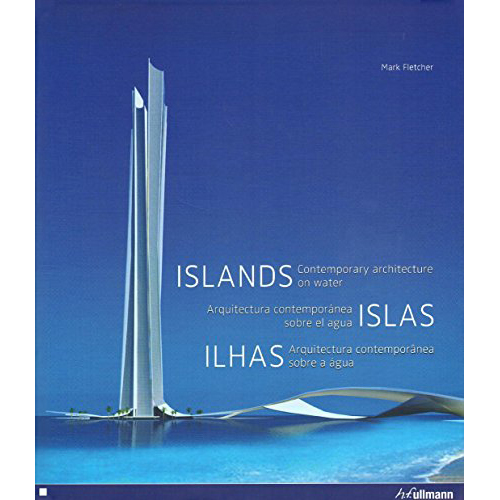 Mark Fletcher
ISLANDS Contemporary architecture
on water
Arquitectura contemporánea
sobre el agua ISLAS
ILHAS Arquitectura contemporânea
sobre a água
h.f.ullmann